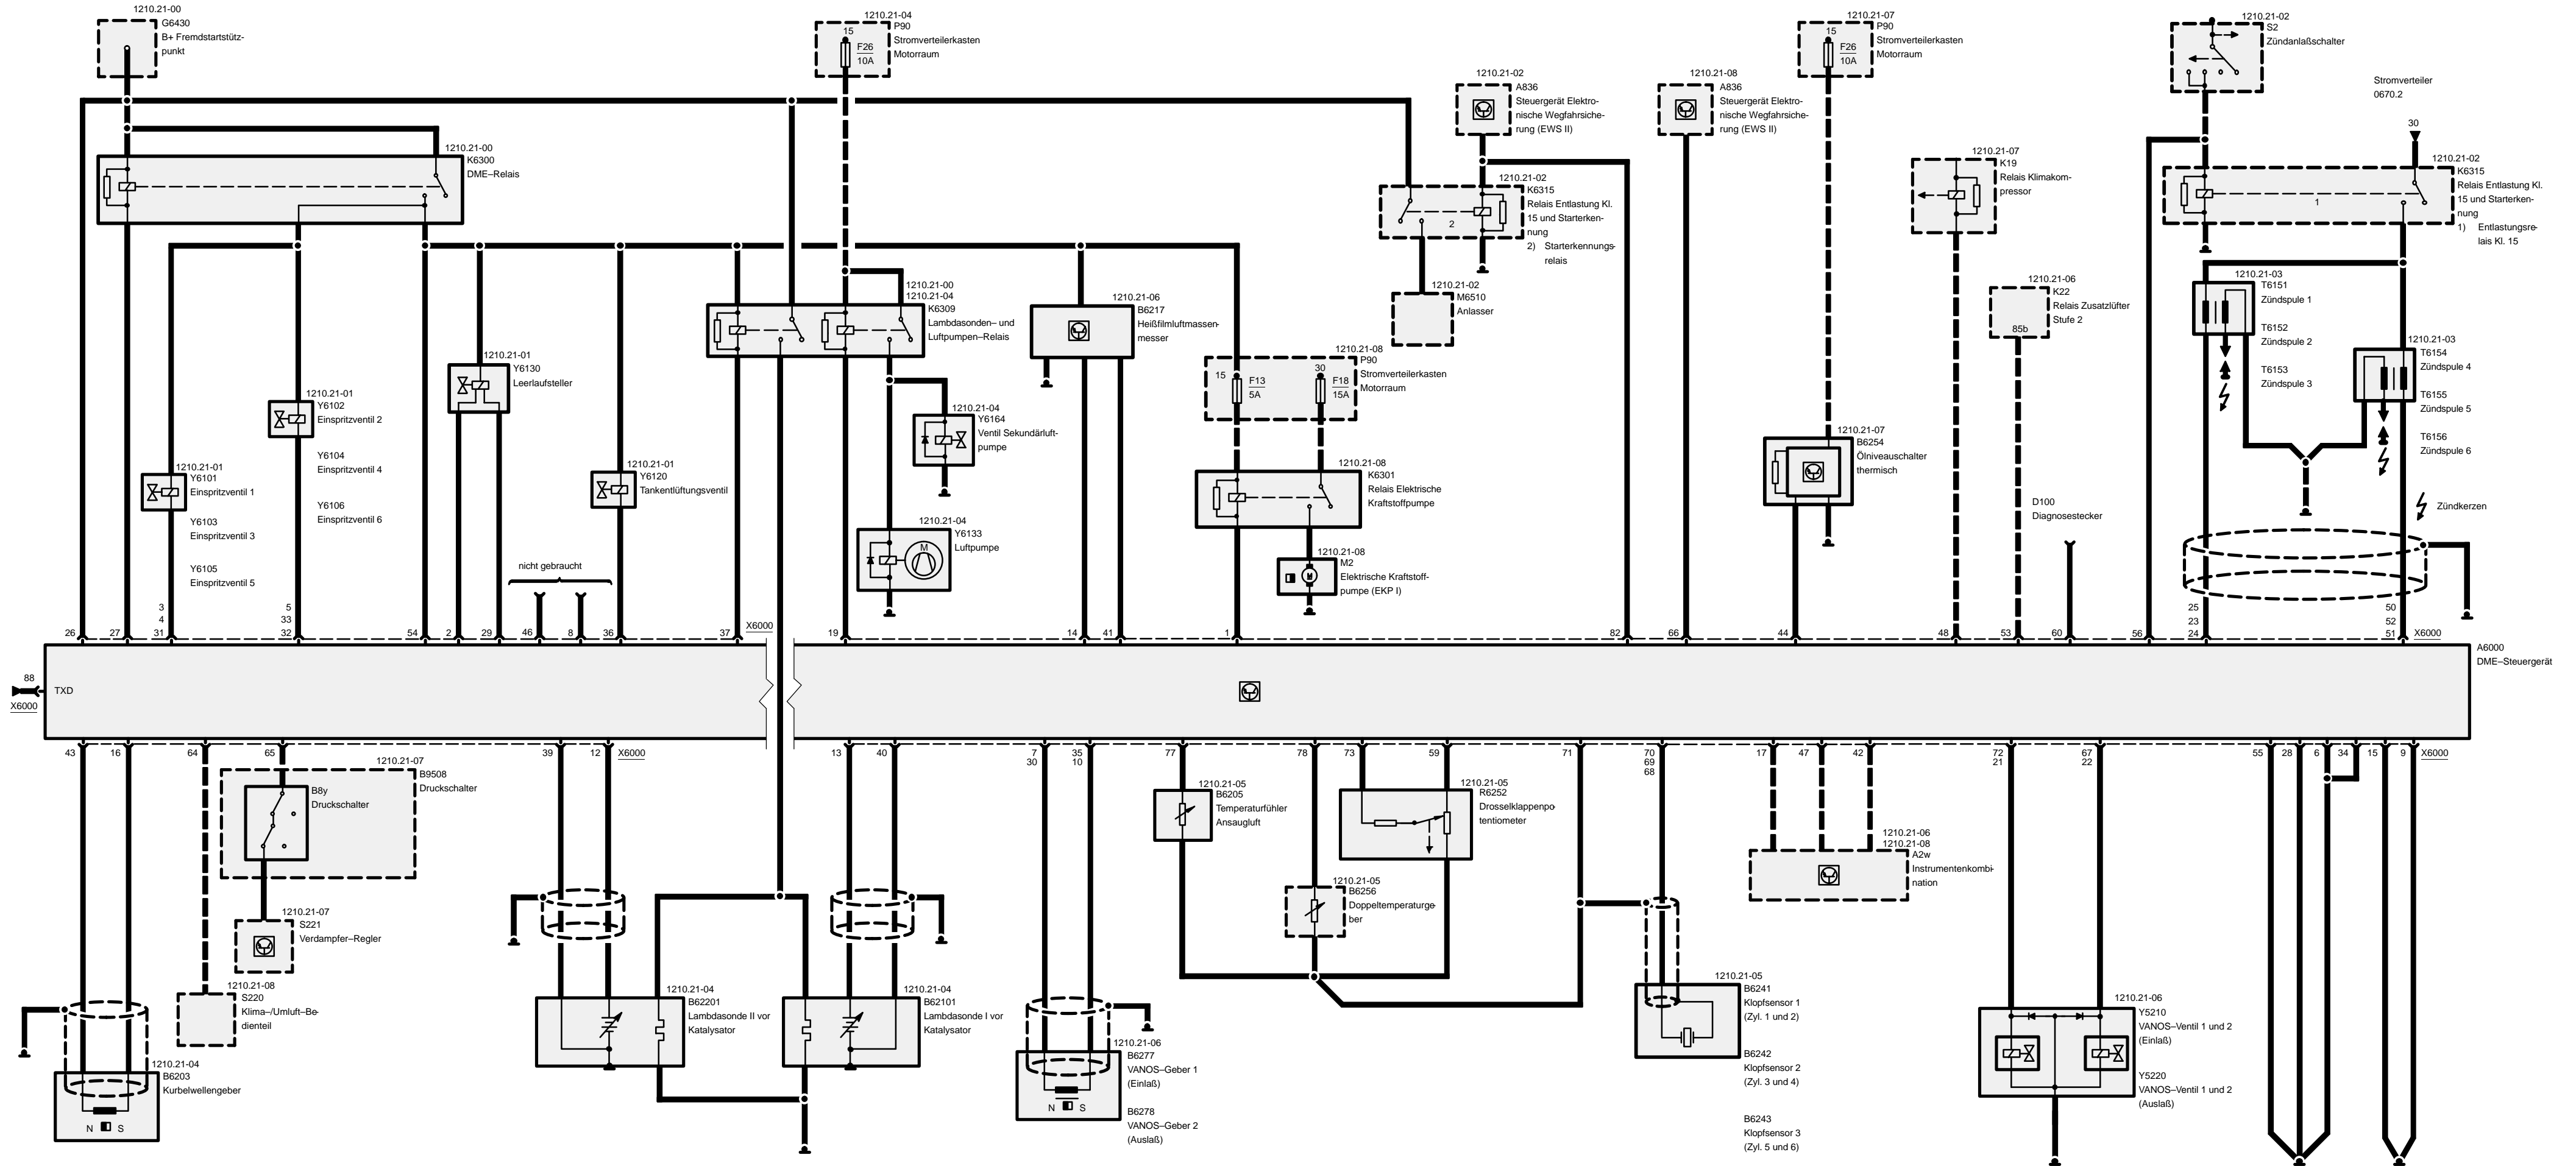 1210.21-00
G6430
B+ Fremdstartstütz-
punkt
1210.21-04
P90
Stromverteilerkasten
Motorraum
15
F26
10A
1210.21-02
A836
Steuergerät Elektro-
nische Wegfahrsiche-
rung (EWS II)
1210.21-08
A836
Steuergerät Elektro-
nische Wegfahrsiche-
rung (EWS II)
1210.21-07
P90
Stromverteilerkasten
Motorraum
15
F26
10A
1210.21-02
S2
Zündanlaßschalter
Stromverteiler
0670.2
30
1210.21-00
K6300
DME–Relais
1210.21-02
K6315
Relais Entlastung Kl.
15 und Starterken-
nung
2) Starterkennungs-
relais
2
1210.21-07
K19
Relais Klimakom-
pressor
1210.21-02
K6315
Relais Entlastung Kl.
15 und Starterken-
nung
1) Entlastungsre-
lais Kl. 15
1
1210.21-00
1210.21-04
K6309
Lambdasonden– und
Luftpumpen–Relais
1210.21-06
B6217
Heißfilmluftmassen-
messer
1210.21-02
M6510
Anlasser
1210.21-06
K22
Relais Zusatzlüfter
Stufe 2
85b
1210.21-03
T6151
Zündspule 1
T6152
Zündspule 2
T6153
Zündspule 3
1210.21-03
T6154
Zündspule 4
T6155
Zündspule 5
T6156
Zündspule 6
Zündkerzen
1210.21-01
Y6130
Leerlaufsteller
1210.21-08
P90
Stromverteilerkasten
Motorraum
15
F13
5A
30
F18
15A
1210.21-01
Y6102
Einspritzventil 2
Y6104
Einspritzventil 4
Y6106
Einspritzventil 6
1210.21-01
Y6101
Einspritzventil 1
Y6103
Einspritzventil 3
Y6105
Einspritzventil 5
1210.21-01
Y6120
Tankentlüftungsventil
1210.21-04
Y6164
Ventil Sekundärluft-
pumpe
1210.21-04
Y6133
Luftpumpe
M
1210.21-08
K6301
Relais Elektrische
Kraftstoffpumpe
1210.21-08
M2
Elektrische Kraftstoff-
pumpe (EKP I)
M
1210.21-07
B6254
Ölniveauschalter
thermisch
D100
Diagnosestecker
nicht gebraucht
3
4
5
33
25
23
50
52
26
27
31
32
54
2
29
46
8
36
37
X6000
19
14
41
1
82
66
44
48
53
60
56
24
51
X6000
A6000
DME–Steuergerät
88
X6000
TXD
43
16
64
65
39
12
X6000
13
40
7
30
35
10
77
78
73
59
71
70
69
68
17
47
42
72
21
67
22
55
28
6
34
15
9
X6000
1210.21-07
B9508
Druckschalter
B8y
Druckschalter
1210.21-07
S221
Verdampfer–Regler
1210.21-08
S220
Klima–/Umluft–Be-
dienteil
1210.21-04
B6203
Kurbelwellengeber
N S
1210.21-04
B62201
Lambdasonde II vor
Katalysator
1210.21-04
B62101
Lambdasonde I vor
Katalysator
1210.21-06
B6277
VANOS–Geber 1
(Einlaß)
B6278
VANOS–Geber 2
(Auslaß)
N S
1210.21-05
B6205
Temperaturfühler
Ansaugluft
1210.21-05
B6256
Doppeltemperaturge-
ber
1210.21-05
R6252
Drosselklappenpo-
tentiometer
1210.21-05
B6241
Klopfsensor 1
(Zyl. 1 und 2)
B6242
Klopfsensor 2
(Zyl. 3 und 4)
B6243
Klopfsensor 3
(Zyl. 5 und 6)
1210.21-06
1210.21-08
A2w
Instrumentenkombi-
nation
1210.21-06
Y5210
VANOS–Ventil 1 und 2
(Einlaß)
Y5220
VANOS–Ventil 1 und 2
(Auslaß)